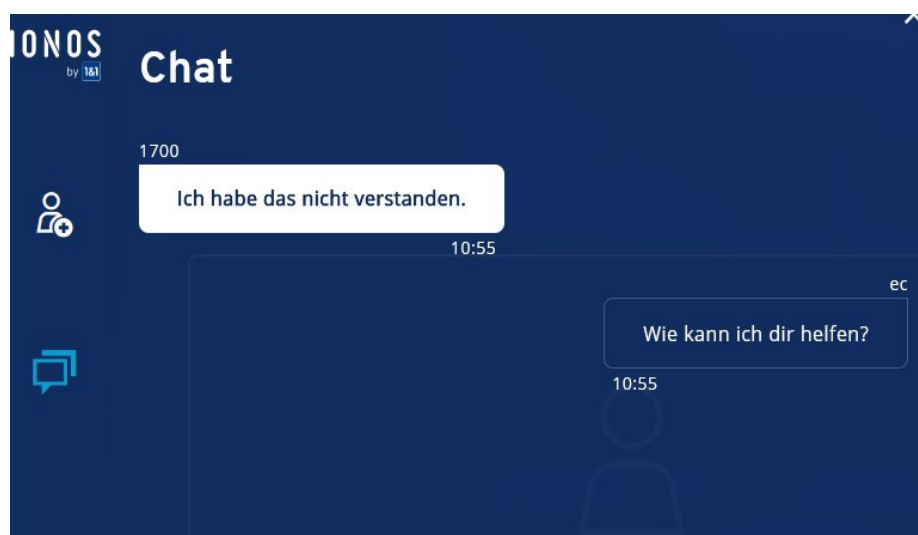 IONOS
by 1&1
Chat
1700
Ich habe das nicht verstanden.
10:55
ec
Wie kann ich dir helfen?
10:55